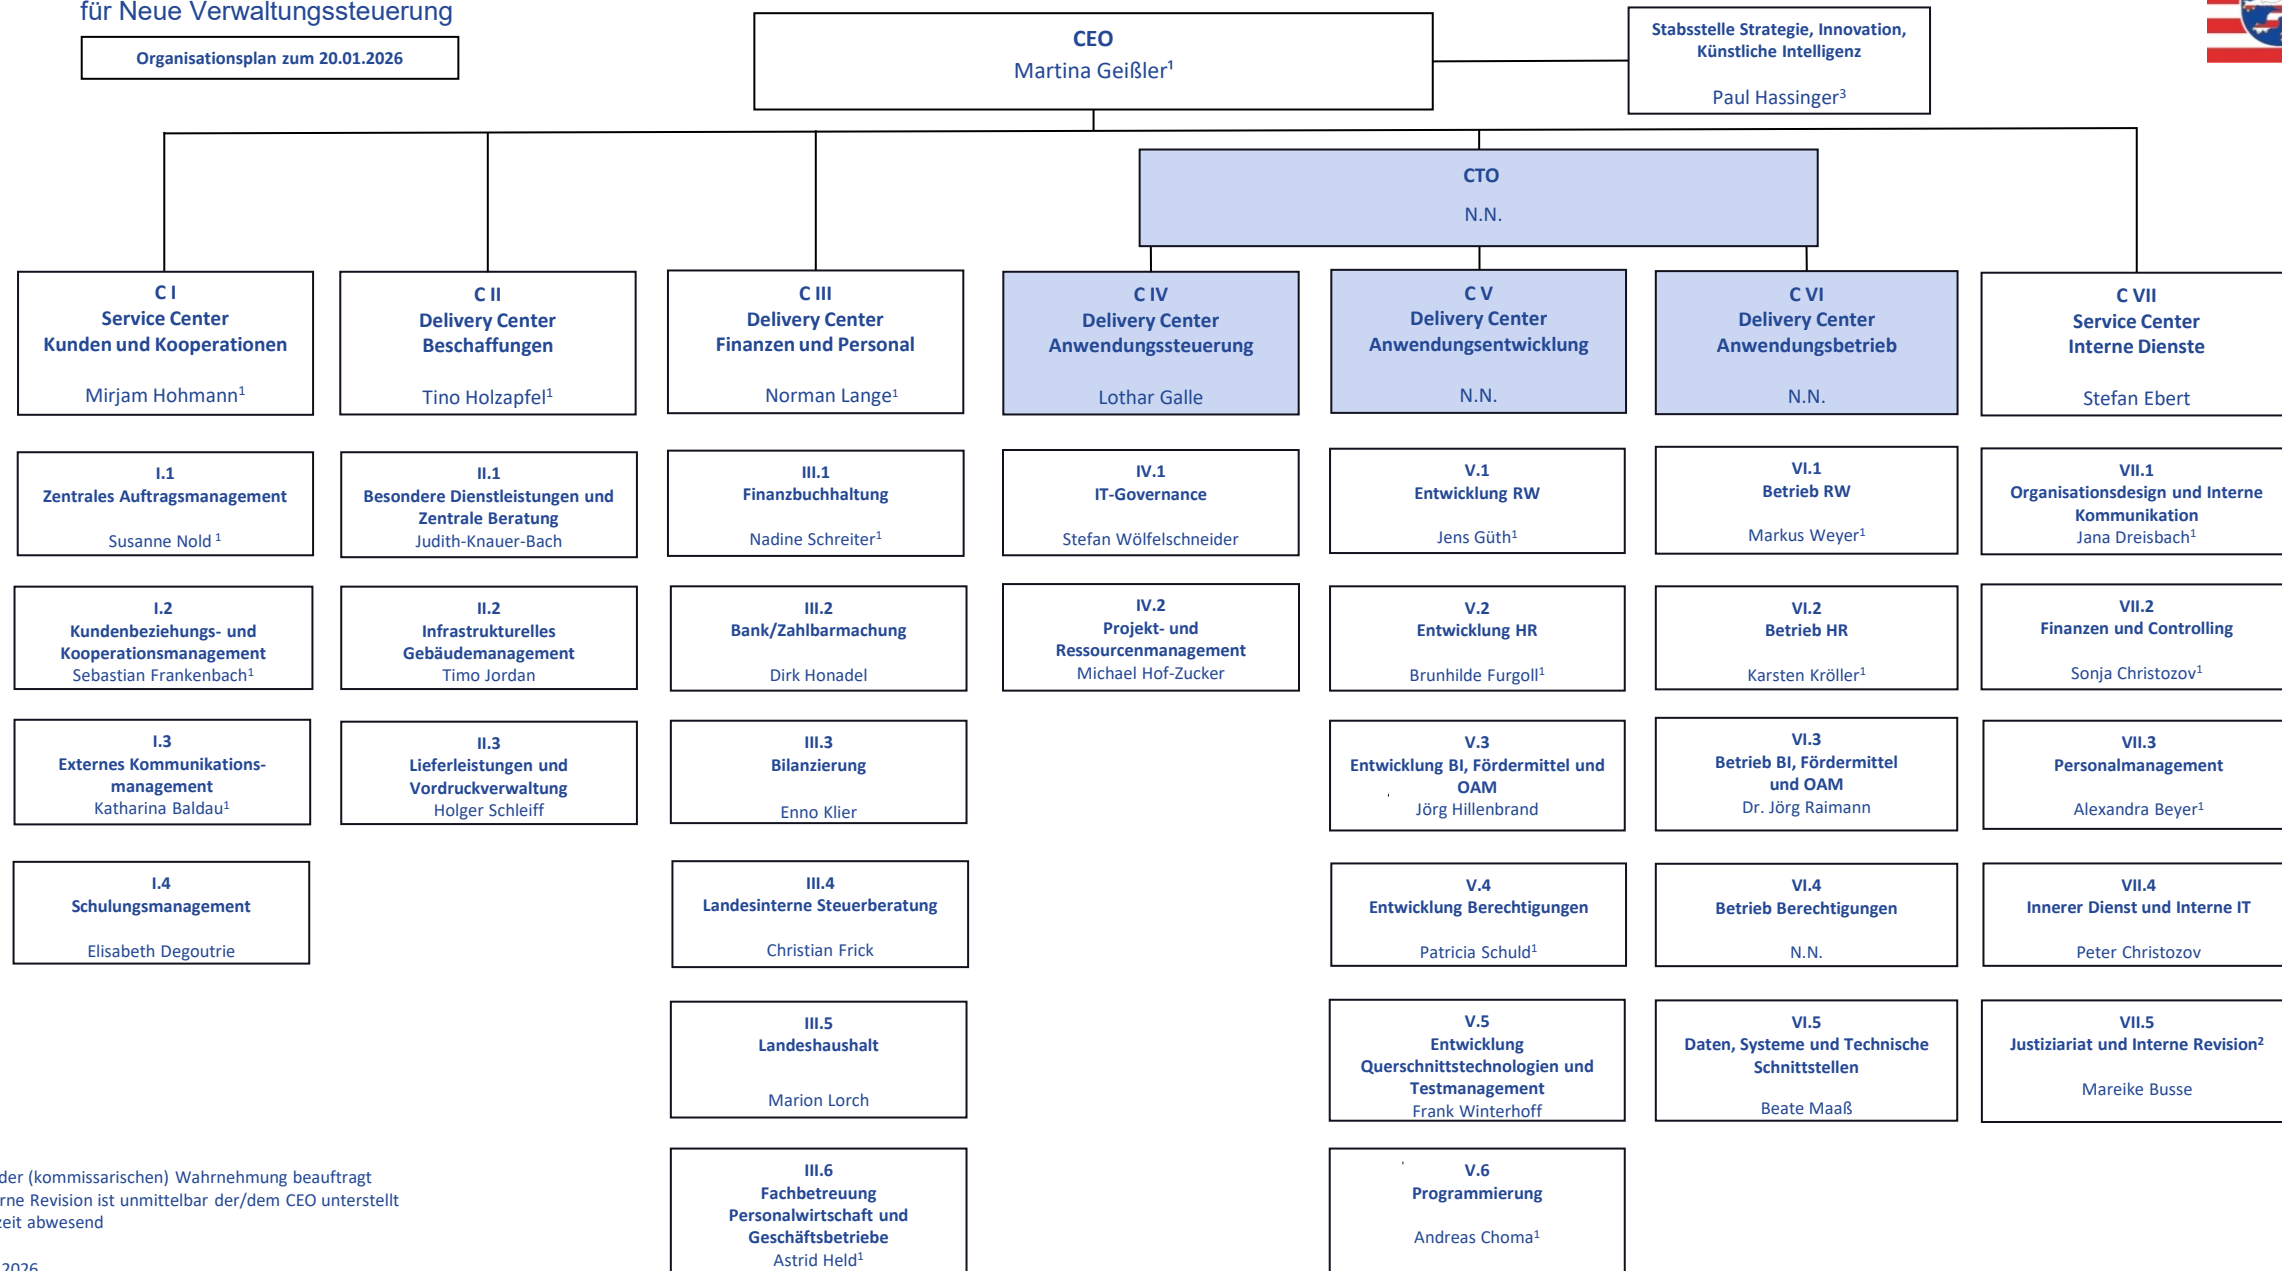 für Neue Verwaltungssteuerung
Organisationsplan zum 20.01.2026
CEO
Martina Geißler¹
Stabsstelle Strategie, Innovation,
Künstliche Intelligenz
Paul Hassinger³
CTO
N.N.
C I
Service Center
Kunden und Kooperationen
Mirjam Hohmann¹
C II
Delivery Center
Beschaffungen
Tino Holzapfel¹
C III
Delivery Center
Finanzen und Personal
Norman Lange¹
C IV
Delivery Center
Anwendungssteuerung
Lothar Galle
C V
Delivery Center
Anwendungsentwicklung
N.N.
C VI
Delivery Center
Anwendungsbetrieb
N.N.
C VII
Service Center
Interne Dienste
Stefan Ebert
I.1
Zentrales Auftragsmanagement
Susanne Nold ¹
II.1
Besondere Dienstleistungen und
Zentrale Beratung
Judith-Knauer-Bach
III.1
Finanzbuchhaltung
Nadine Schreiter¹
IV.1
IT-Governance
Stefan Wölfelschneider
V.1
Entwicklung RW
Jens Güth¹
VI.1
Betrieb RW
Markus Weyer¹
VII.1
Organisationsdesign und Interne
Kommunikation
Jana Dreisbach¹
I.2
Kundenbeziehungs- und
Kooperationsmanagement
Sebastian Frankenbach¹
II.2
Infrastrukturelles
Gebäudemanagement
Timo Jordan
III.2
Bank/Zahlbarmachung
Dirk Honadel
IV.2
Projekt- und
Ressourcenmanagement
Michael Hof-Zucker
V.2
Entwicklung HR
Brunhilde Furgoll¹
VI.2
Betrieb HR
Karsten Kröller¹
VII.2
Finanzen und Controlling
Sonja Christozov¹
I.3
Externes Kommunikations-
management
Katharina Baldau¹
II.3
Lieferleistungen und
Vordruckverwaltung
Holger Schleiff
III.3
Bilanzierung
Enno Klier
V.3
Entwicklung BI, Fördermittel und
OAM
Jörg Hillenbrand
VI.3
Betrieb BI, Fördermittel
und OAM
Dr. Jörg Raimann
VII.3
Personalmanagement
Alexandra Beyer¹
I.4
Schulungsmanagement
Elisabeth Degoutrie
III.4
Landesinterne Steuerberatung
Christian Frick
V.4
Entwicklung Berechtigungen
Patricia Schuld¹
VI.4
Betrieb Berechtigungen
N.N.
VII.4
Innerer Dienst und Interne IT
Peter Christozov
III.5
Landeshaushalt
Marion Lorch
V.5
Entwicklung
Querschnittstechnologien und
Testmanagement
Frank Winterhoff
VI.5
Daten, Systeme und Technische
Schnittstellen
Beate Maaß
VII.5
Justiziariat und Interne Revision²
Mareike Busse
III.6
Fachbetreuung
Personalwirtschaft und
Geschäftsbetriebe
Astrid Held¹
V.6
Programmierung
Andreas Choma¹
der (kommissarischen) Wahrnehmung beauftragt
rne Revision ist unmittelbar der/dem CEO unterstellt
zeit abwesend
2026